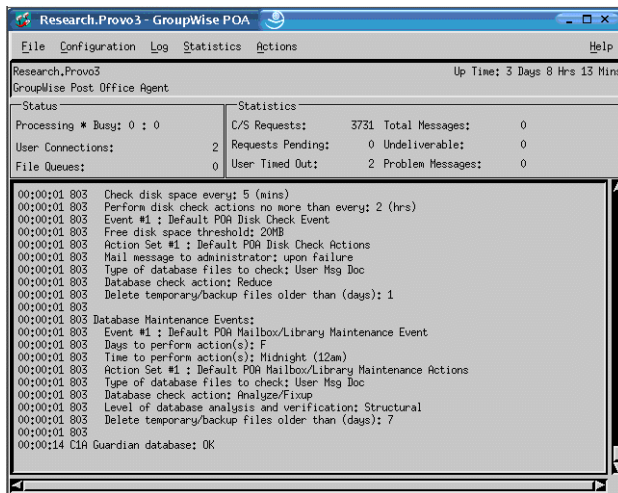 Research.Provo3 - GroupWise POA
File Configuration Log Statistics Actions Help
Research.Provo3 Up Time: 3 Days 8 Hrs 13 Mins
GroupWise Post Office Agent
Status Statistics
Processing * Busy: 0 : 0 C/S Requests: 3731 Total Messages: 0
User Connections: 2 Requests Pending: 0 Undeliverable: 0
File Queues: 0 User Timed Out: 2 Problem Messages: 0
00:00:01 803 Check disk space every: 5 (mins)
00:00:01 803 Perform disk check actions no more than every: 2 (hrs)
00:00:01 803 Event #1 : Default POA Disk Check Event
00:00:01 803 Free disk space threshold: 20MB
00:00:01 803 Action Set #1 : Default POA Disk Check Actions
00:00:01 803 Mail message to administrator: upon failure
00:00:01 803 Type of database files to check: User Msg Doc
00:00:01 803 Database check action: Reduce
00:00:01 803 Delete temporary/backup files older than (days): 1
00:00:01 803
00:00:01 803 Database Maintenance Events:
00:00:01 803 Event #1 : Default POA Mailbox/Library Maintenance Event
00:00:01 803 Days to perform action(s): F
00:00:01 803 Time to perform action(s): Midnight (12am)
00:00:01 803 Action Set #1 : Default POA Mailbox/Library Maintenance Actions
00:00:01 803 Type of database files to check: User Msg Doc
00:00:01 803 Database check action: Analyze/Fixup
00:00:01 803 Level of database analysis and verification: Structural
00:00:01 803 Delete temporary/backup files older than (days): 7
00:00:01 803
00:00:14 C1A Guardian database: OK